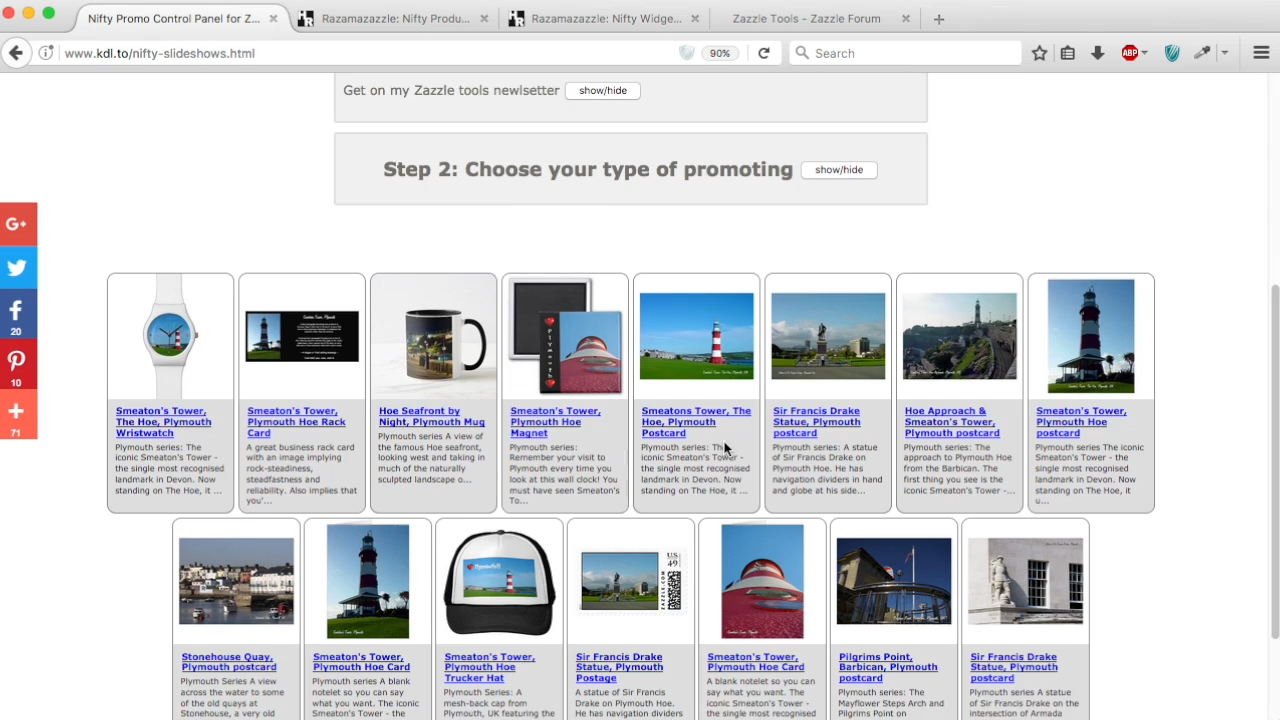 Nifty Promo Control Panel for Z...
Razamazazzle: Nifty Produ...
Razamazazzle: Nifty Widge...
Zazzle Tools - Zazzle Forum
www.kdl.to/nifty-slideshows.html
90%
Search
ABP
Get on my Zazzle tools newlsetter
show/hide
Step 2: Choose your type of promoting
show/hide
G+
20
10
71
Smeaton's Tower,
The Hoe, Plymouth
Wristwatch
Plymouth series: The
iconic Smeaton's Tower -
the single most recognised
landmark in Devon. Now
standing on The Hoe, it ...
Smeaton's Tower,
Plymouth Hoe Rack
Card
A great business rack card
with an image implying
rock-steadiness,
steadfastness and
reliability. Also implies that
you'...
Hoe Seafront by
Night, Plymouth Mug
Plymouth series A view of
the famous Hoe seafront,
looking west and taking in
much of the naturally
sculpted landscape o...
PLYMOUTH
Smeaton's Tower,
Plymouth Hoe
Magnet
Plymouth series:
Remember your visit to
Plymouth every time you
look at this wall clock! You
must have seen Smeaton's
To...
Smeatons Tower, The
Hoe, Plymouth
Postcard
Plymouth series: The
iconic Smeaton's Tower -
the single most recognised
landmark in Devon. Now
standing on The Hoe, it ...
Sir Francis Drake
Statue, Plymouth
postcard
Plymouth series: A statue
of Sir Francis Drake on
Plymouth Hoe. He has
navigation dividers in hand
and globe at his side...
Hoe Approach &
Smeaton's Tower,
Plymouth postcard
Plymouth series: The
approach to Plymouth Hoe
from the Barbican. The
first thing you see is the
iconic Smeaton's Tower -...
Smeaton's Tower,
Plymouth Hoe
postcard
Plymouth series: The iconic
Smeaton's Tower - the
single most recognised
landmark in Devon. Now
standing on The Hoe, it
u...
Stonehouse Quay,
Plymouth postcard
Plymouth series: A view
across the water to some
of the old quays at
Stonehouse, a very old
Smeaton's Tower,
Plymouth Hoe Card
Plymouth series A blank
notelet so you can say
what you want. The iconic
Smeaton's Tower - the
Smeaton's Tower,
Plymouth Hoe
Trucker Hat
Plymouth Series: A
mesh-back cap from
Plymouth, UK featuring the
U.S.
49
ZAZZLE.COM
Sir Francis Drake
Statue, Plymouth
Postage
A statue of Sir Francis
Drake on Plymouth Hoe.
He has navigation dividers
Smeaton's Tower,
Plymouth Hoe Card
A blank notelet so you can
say what you want. The
iconic Smeaton's Tower -
the single most recognised
Pilgrims Point,
Barbican, Plymouth
postcard
Plymouth series: The
Mayflower Steps Arch and
Pilgrims Point on
Sir Francis Drake
Statue, Plymouth
postcard
Plymouth series A statue
of Sir Francis Drake on the
intersection of Armada